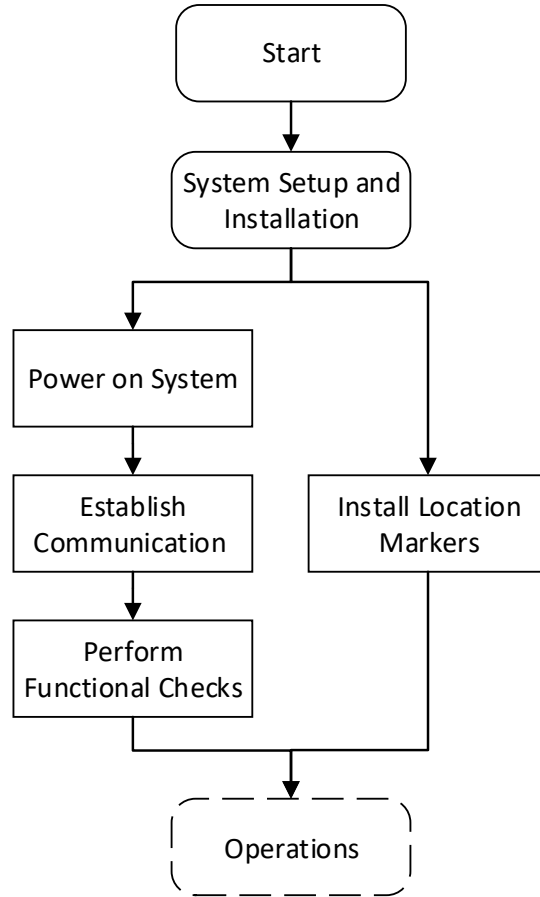 Start
System Setup and
Installation
Power on System
Establish
Communication
Install Location
Markers
Perform
Functional Checks
Operations